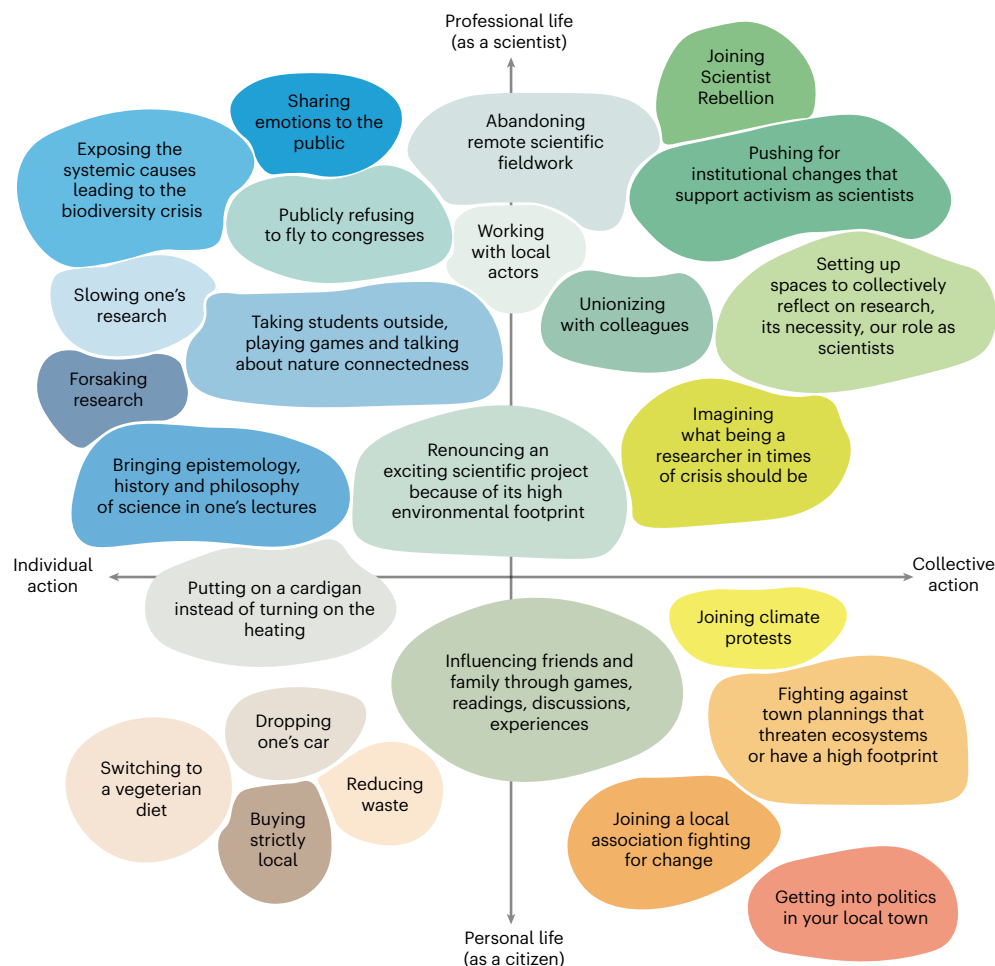 Professional life
(as a scientist)
Joining
Scientist
Rebellion
Sharing
emotions to the
public
Abandoning
remote scientific
fieldwork
Exposing the
systemic causes
leading to the
biodiversity crisis
Pushing for
institutional changes that
support activism as scientists
Publicly refusing
to fly to congresses
Working
with local
actors
Setting up
spaces to collectively
reflect on research,
its necessity, our role as
scientists
Slowing one's
research
Unionizing
with colleagues
Taking students outside,
playing games and talking
about nature connectedness
Forsaking
research
Imagining
what being a
researcher in times
of crisis should be
Bringing epistemology,
history and philosophy
of science in one's lectures
Renouncing an
exciting scientific project
because of its high
environmental footprint
Individual
action
Collective
action
Putting on a cardigan
instead of turning on the
heating
Joining climate
protests
Influencing friends and
family through games,
readings, discussions,
experiences
Fighting against
town plannings that
threaten ecosystems
or have a high footprint
Dropping
one's car
Switching to
a vegeterian
diet
Reducing
waste
Buying
strictly
local
Joining a local
association fighting
for change
Getting into politics
in your local town
Personal life
(as a citizen)